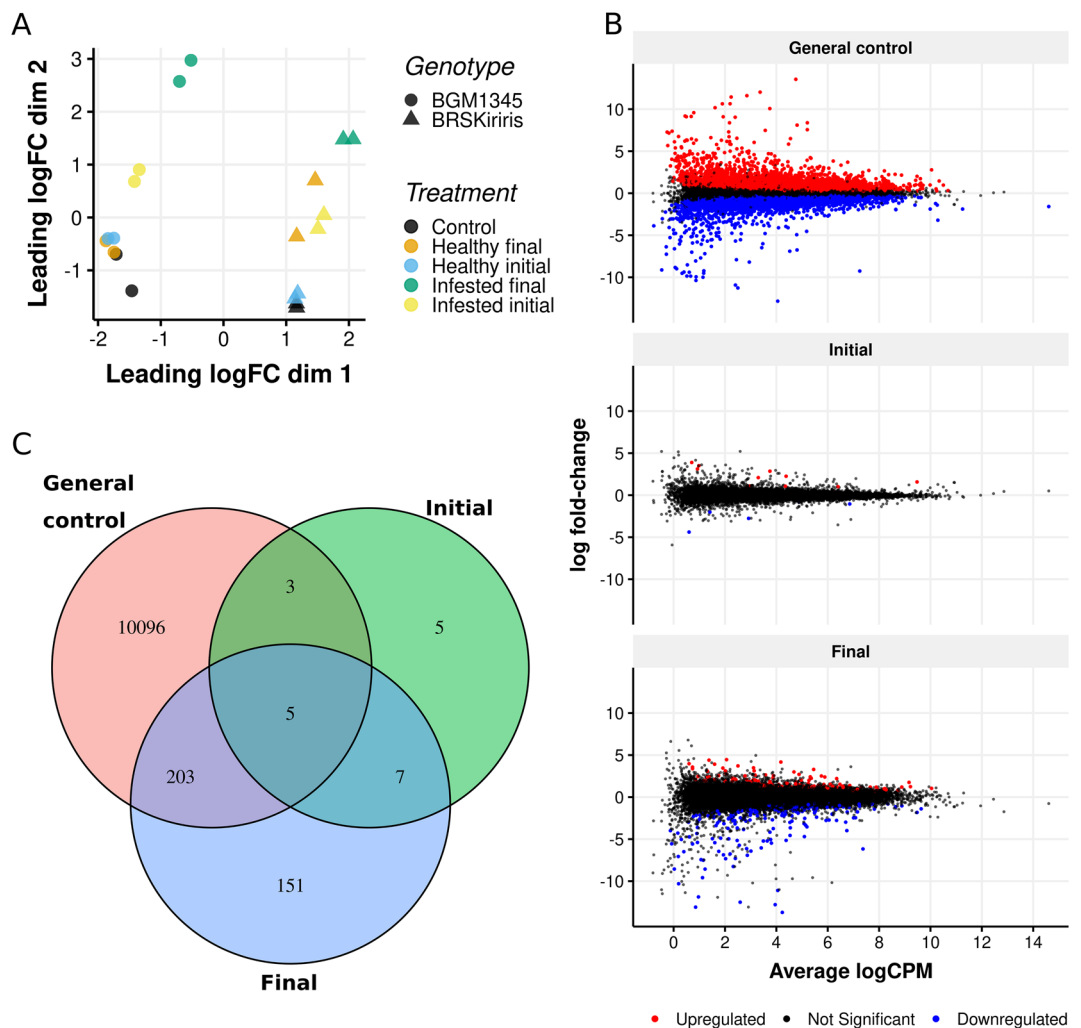 A
3
2
1
0
-1
-2
-1
0
1
2
Leading logFC dim 2
Leading logFC dim 1
Genotype
BGM1345
BRSKiriris
Treatment
Control
Healthy final
Healthy initial
Infested final
Infested initial
B
General control
10
5
0
-5
-10
Initial
10
5
0
-5
-10
log fold-change
Final
10
5
0
-5
-10
0
2
4
6
8
10
12
14
Average logCPM
Upregulated
Not Significant
Downregulated
C
General
control
Initial
3
10096
5
5
203
7
151
Final